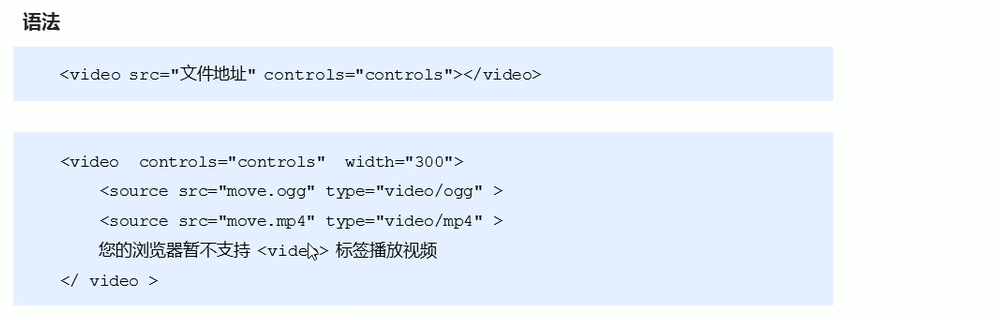 语法
<video src="文件地址" controls="controls"></video>
<video controls="controls" width="300">
<source src="move.ogg" type="video/ogg" >
<source src="move.mp4" type="video/mp4" >
您的浏览器暂不支持 <video> 标签播放视频
</ video >